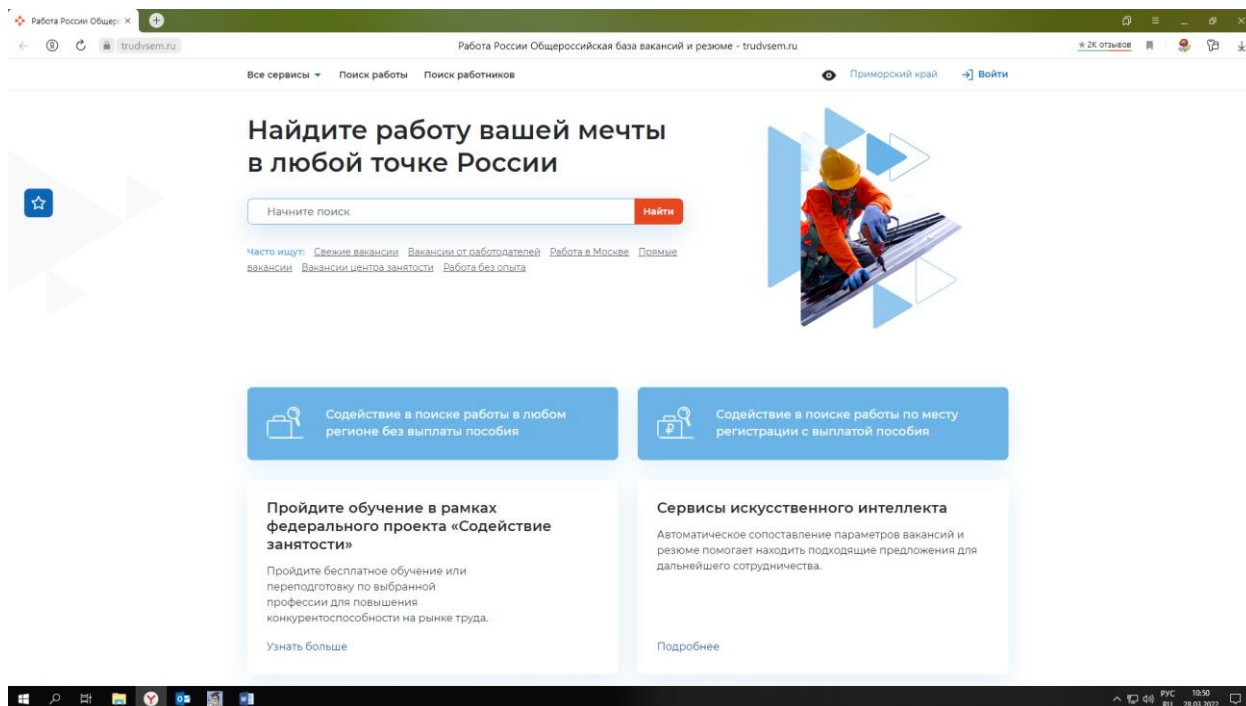 Работа России Общер
trudvsem.ru
Работа России Общероссийская база вакансий и резюме - trudvsem.ru
★ 2K отзывов
Все сервисы Поиск работы Поиск работников
Приморский край Войти
Найдите работу вашей мечты
в любой точке России
Начните поиск Найти
Часто ищут: Свежие вакансии Вакансии от работодателей Работа в Москве Прямые
вакансии Вакансии центра занятости Работа без опыта
Содействие в поиске работы в любом
регионе без выплаты пособия
Содействие в поиске работы по месту
регистрации с выплатой пособия
Пройдите обучение в рамках
федерального проекта «Содействие
занятости»
Пройдите бесплатное обучение или
переподготовку по выбранной
профессии для повышения
конкурентоспособности на рынке труда.
Узнать больше
Сервисы искусственного интеллекта
Автоматическое сопоставление параметров вакансий и
резюме помогает находить подходящие предложения для
дальнейшего сотрудничества.
Подробнее
РУС 10:50
RU 28.03.2022